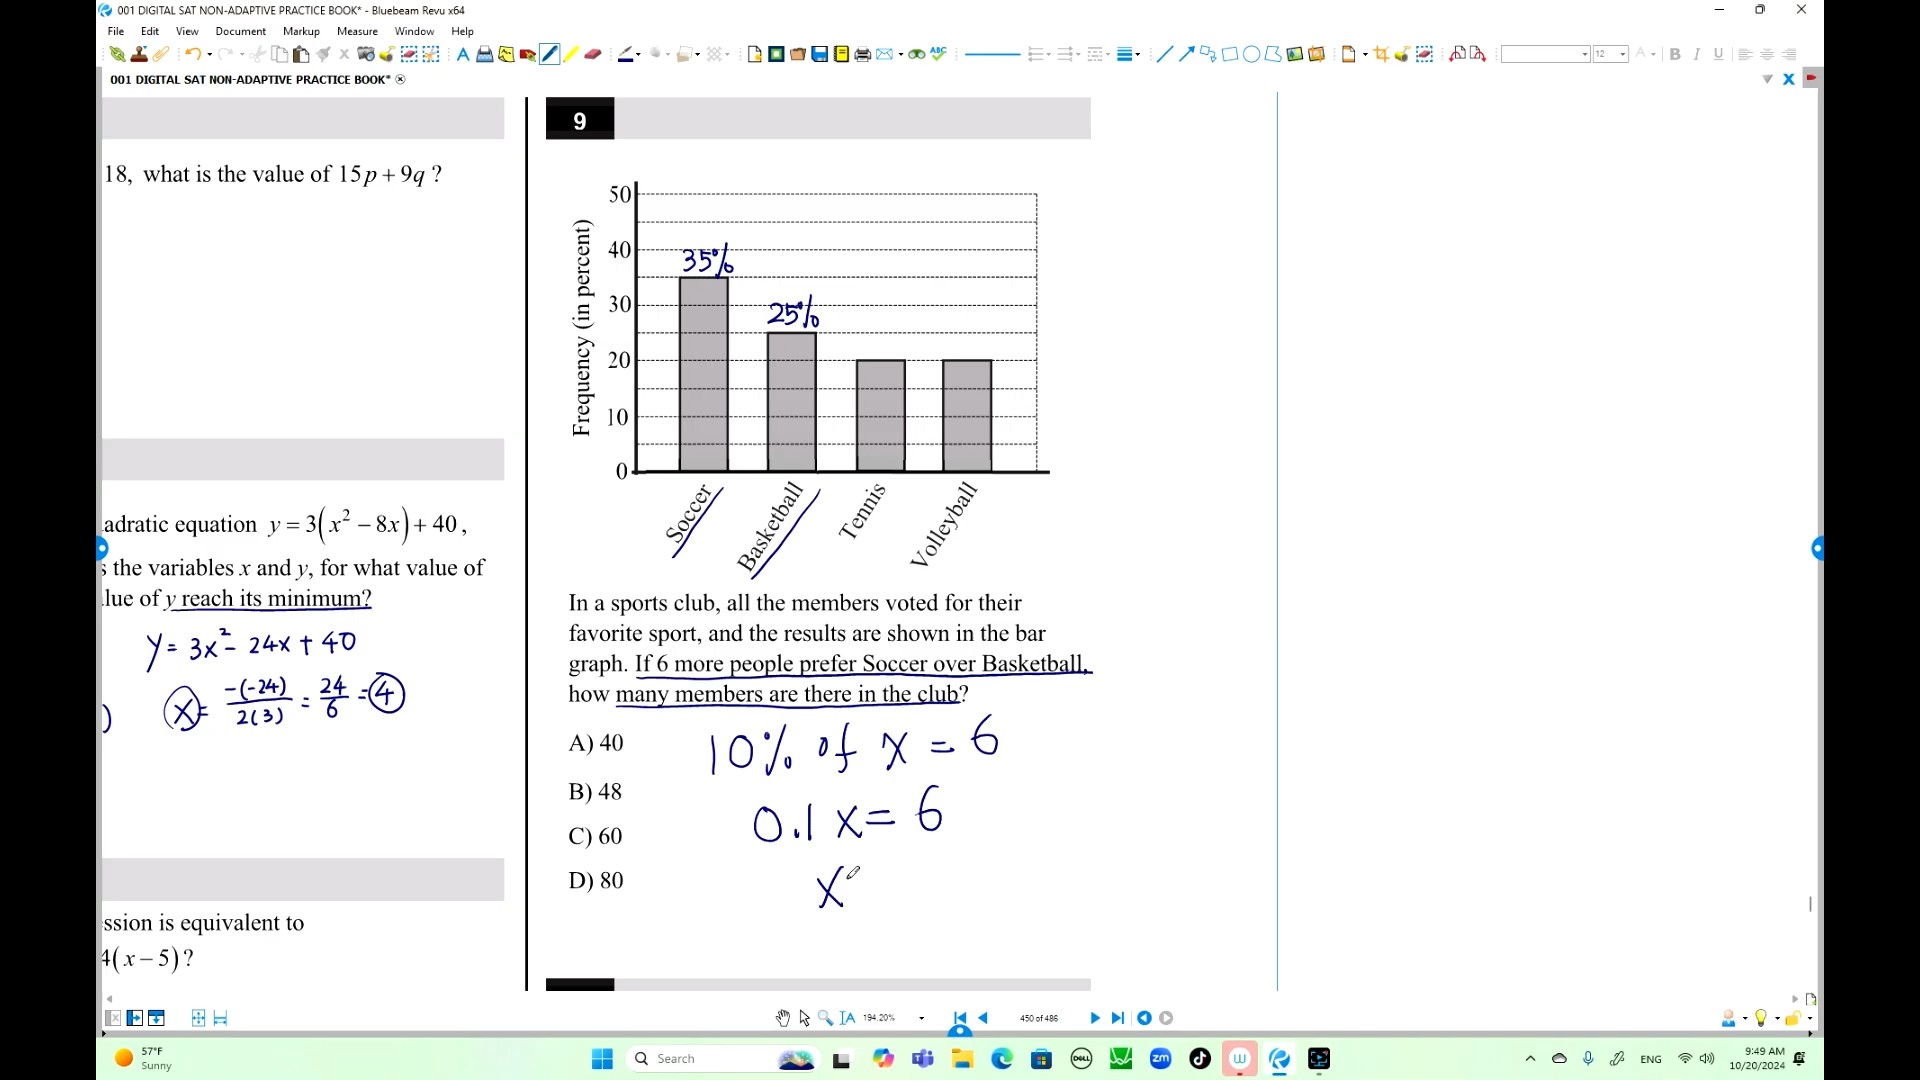 001 DIGITAL SAT NON-ADAPTIVE PRACTICE BOOK* - Bluebeam Revu x64
File Edit View Document Markup Measure Window Help
12
001 DIGITAL SAT NON-ADAPTIVE PRACTICE BOOK*
18, what is the value of 15p + 9q ?
adratic equation y = 3(x² − 8x) + 40 ,
s the variables x and y, for what value of
lue of y reach its minimum?
y = 3x² - 24x + 40
x = -(-24) / 2(3) = 24 / 6 = 4
)
ession is equivalent to
4(x − 5) ?
9
Frequency (in percent)
50
40
30
20
10
0
35%
25%
Soccer
Basketball
Tennis
Volleyball
In a sports club, all the members voted for their
favorite sport, and the results are shown in the bar
graph. If 6 more people prefer Soccer over Basketball,
how many members are there in the club?
A) 40
B) 48
C) 60
D) 80
10% of x = 6
0.1 x = 6
x
194.20%
450 of 486
57°F
Sunny
Search
DELL
zm
ENG
9:49 AM
10/20/2024